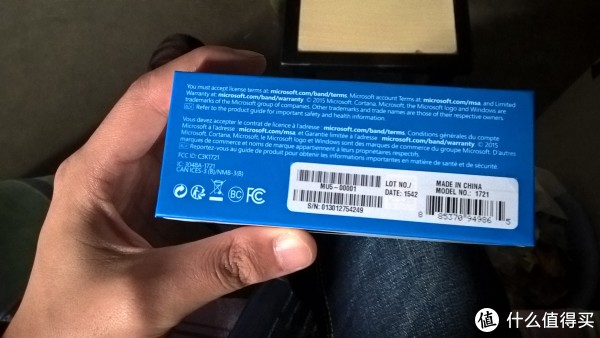 You must accept license terms at: microsoft.com/band/terms, Microsoft account Terms at: microsoft.com/msa, and Limited
Warranty at: microsoft.com/band/warranty. © 2015 Microsoft. Cortana, Microsoft, the Microsoft logo and Windows are
trademarks of the Microsoft group of companies. Other trademarks and trade names are those of their respective owners.
Refer to the product guide for important safety and health information.
Vous devez accepter le contrat de licence à l'adresse : microsoft.com/band/terms, Conditions générales du compte
Microsoft à l'adresse : microsoft.com/msa et Garantie limitée à l'adresse : microsoft.com/band/warranty. © 2015
Microsoft. Cortana, Microsoft, le Microsoft logo et Windows sont des marques de commerce du groupe Microsoft. D'autres
marques de commerce et noms de marque appartiennent à leurs propriétaires respectifs.
Reportez-vous au guide de produit pour obtenir les informations importantes en matière de santé et de sécurité.
FCC ID: C3K1721
IC: 3048A-1721
CAN ICES-3 (B)/NMB-3(B)
BC
FC
MU5-00001
S/N: 013012754249
LOT NO./
DATE: 1542
MADE IN CHINA
MODEL NO.: 1721
8 85370 94986 5
值 什么值得买